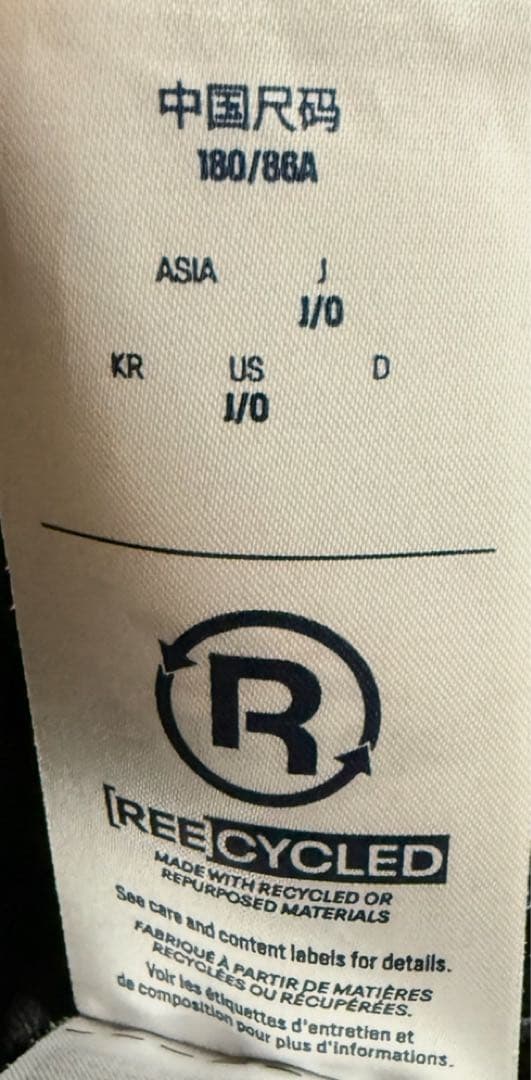 中国尺码
180/86A
ASIA J
J/O
KR US D
J/O
R
[REE]CYCLED
MADE WITH RECYCLED OR
REPURPOSED MATERIALS
See care and content labels for details.
FABRIQUÉ À PARTIR DE MATIÈRES
RECYCLÉES OU RÉCUPÉRÉES.
Voir les étiquettes d'entretien et
de composition pour plus d'informations.